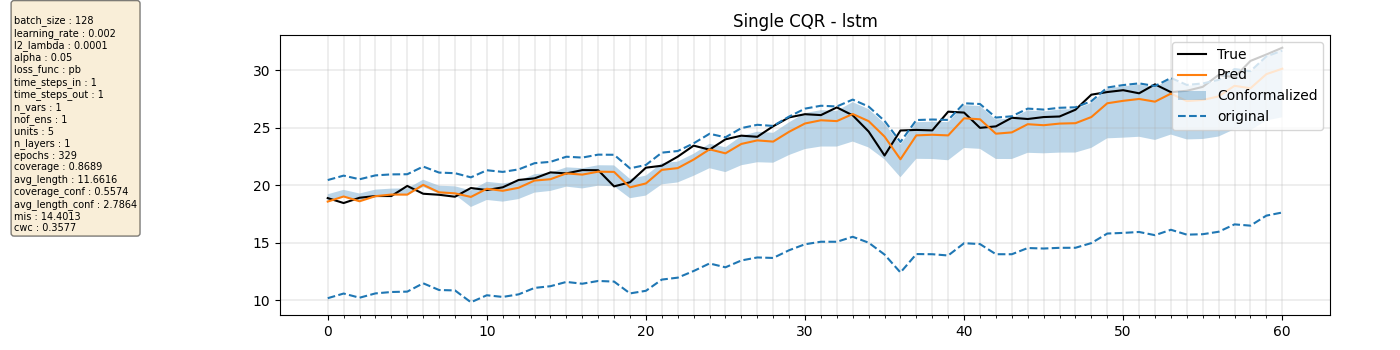 batch_size : 128
learning_rate : 0.002
l2_lambda : 0.0001
alpha : 0.05
loss_func : pb
time_steps_in : 1
time_steps_out : 1
n_vars : 1
nof_ens : 1
units : 5
n_layers : 1
epochs : 329
coverage : 0.8689
avg_length : 11.6616
coverage_conf : 0.5574
avg_length_conf : 2.7864
mis : 14.4013
cwc : 0.3577
Single CQR - lstm
True
Pred
Conformalized
original
30
25
20
15
10
0 10 20 30 40 50 60